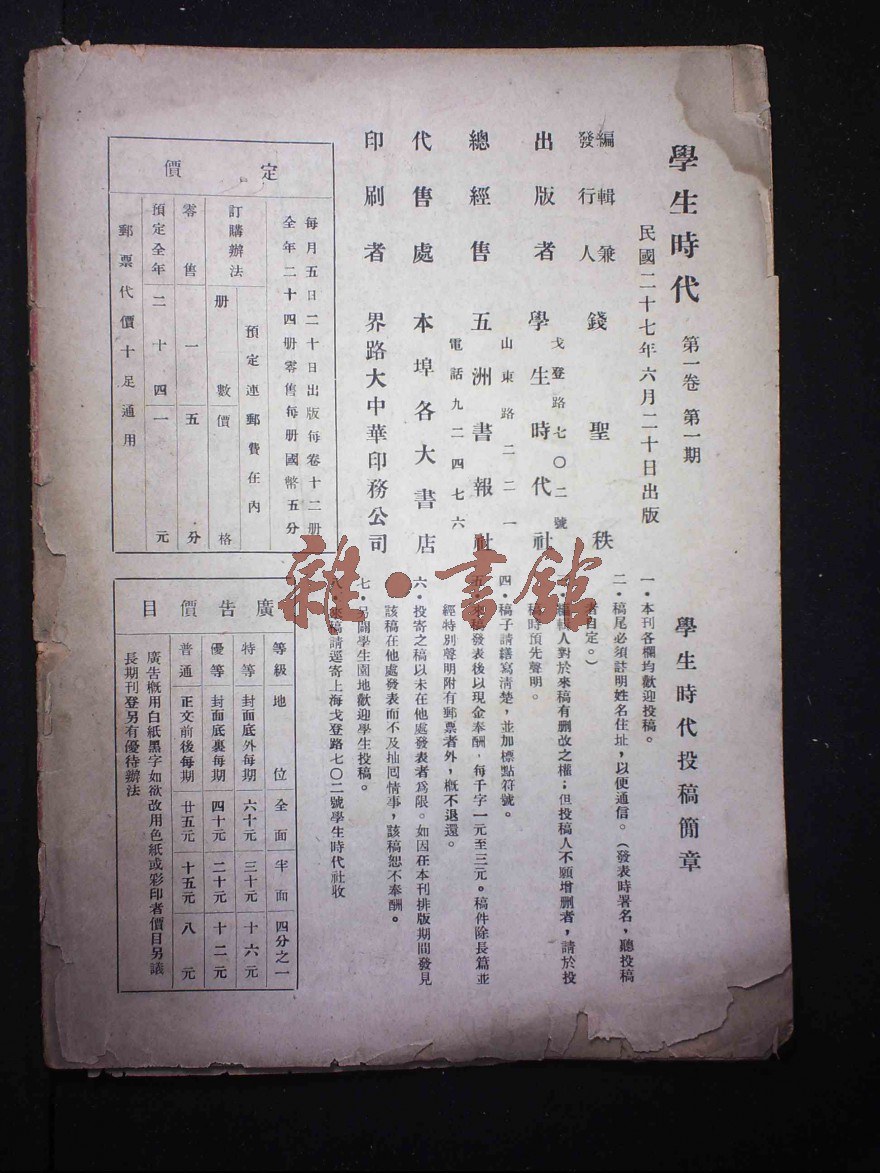 學生時代 第一卷 第一期
民國二十七年六月二十日出版
編輯兼
發行人 錢聖秩
出版者 學生時代社
戈登路七〇二號
總經售 五洲書報社
山東路二二一
電話九二四七六
代售處 本埠各大書店
印刷者 界路大中華印務公司
定價
每月五日二十日出版每卷十二册
全年二十四册零售每册國幣五分
訂購辦法 預定連郵費在內
册數 價格
零售 一 五分
預定全年 二十四 一元
郵票代價十足通用
學生時代投稿簡章
一・本刊各欄均歡迎投稿。
二・稿尾必須註明姓名住址,以便通信。(發表時署名,聽投稿
者自定。)
編輯人對於來稿有删改之權;但投稿人不願增删者,請於投
稿時預先聲明。
四・稿子請繕寫清楚,並加標點符號。
五・來稿發表後以現金奉酬,每千字一元至三元。稿件除長篇並
經特別聲明附有郵票者外,概不退還。
六・投寄之稿以未在他處發表者爲限。如因在本刊排版期間發見
該稿在他處發表而不及抽囘情事,該稿恕不奉酬。
七・另闢學生園地歡迎學生投稿。
八・來稿請逕寄上海戈登路七〇二號學生時代社收
廣告價目
等級 地位 全面 半面 四分之一
特等 封面底外每期 六十元 三十元 十六元
優等 封面底裏每期 四十元 二十元 十二元
普通 正文前後每期 廿五元 十五元 八元
廣告概用白紙黑字如欲改用色紙或彩印者價目另議
長期刊登另有優待辦法
雜・書館